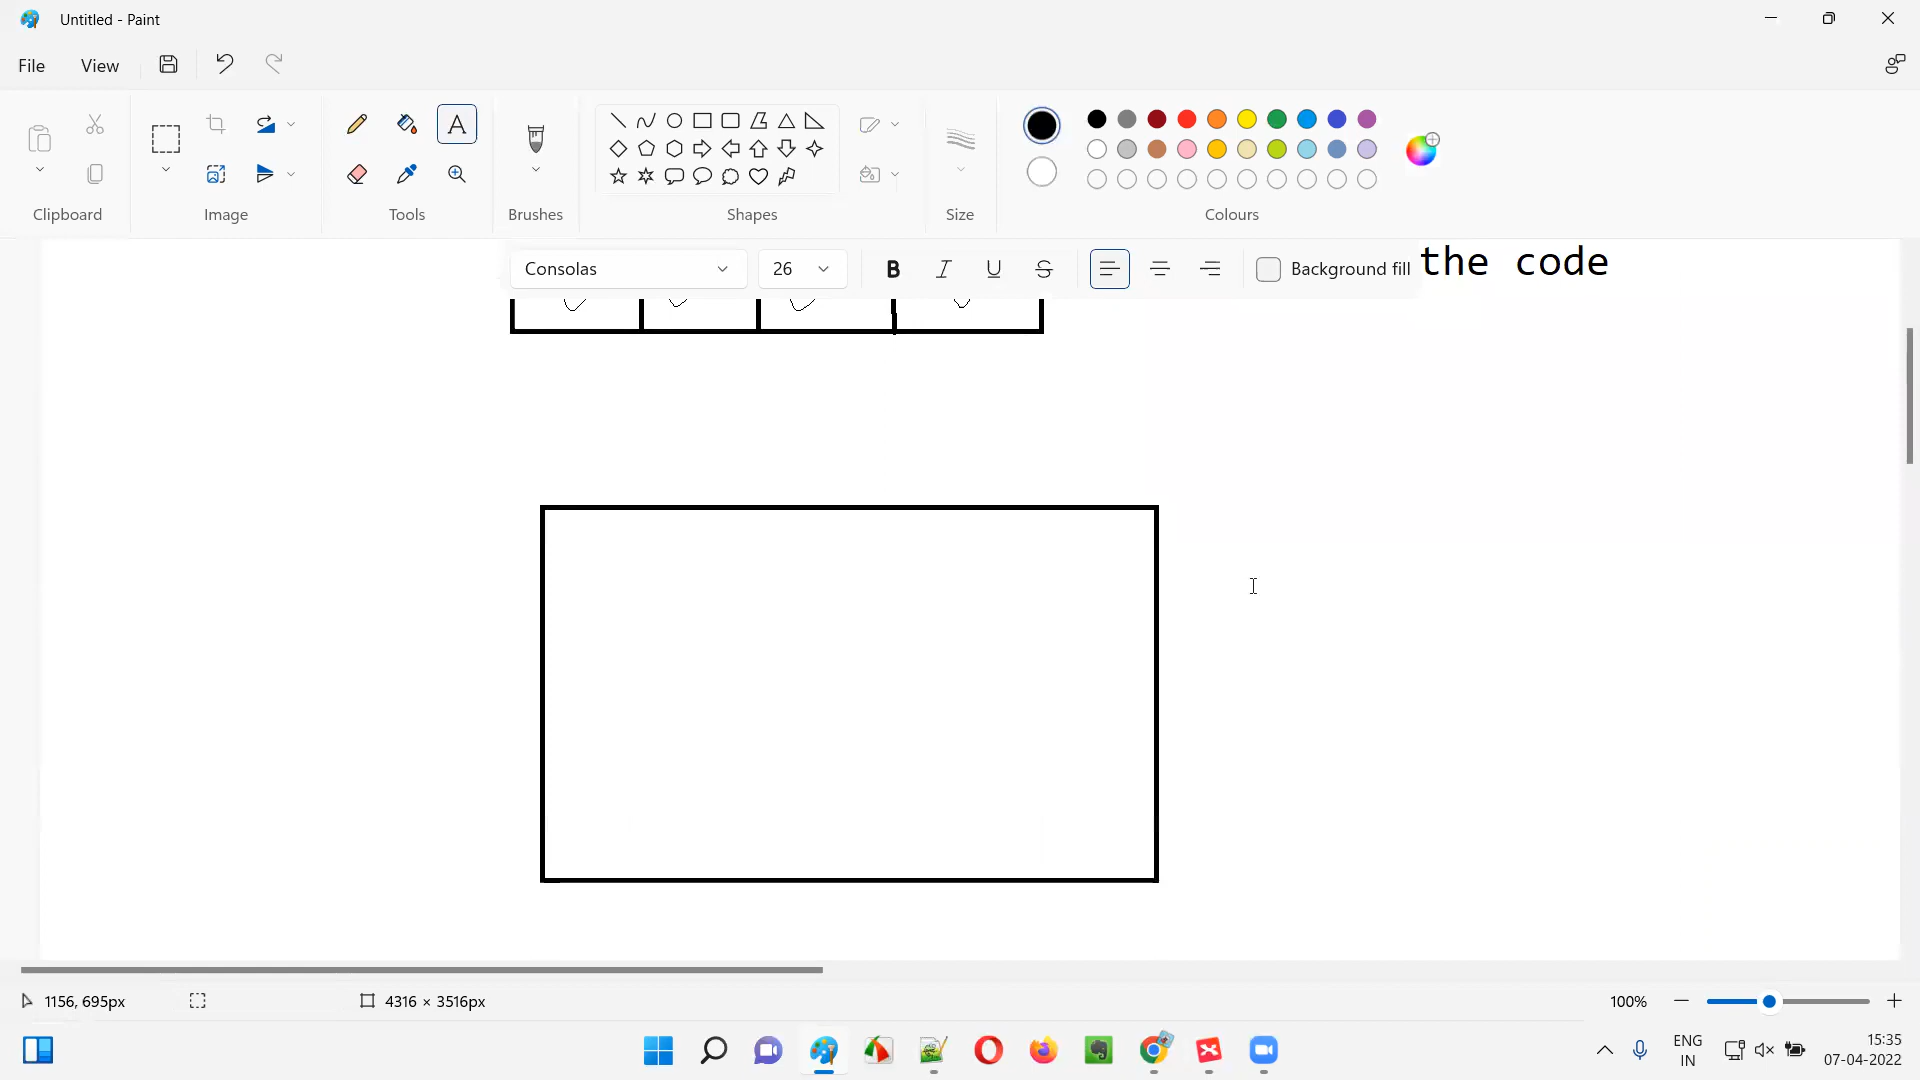 Untitled - Paint
File View
Clipboard Image Tools Brushes Shapes Size Colours
Consolas 26 B I U S Background fill the code
1156, 695px 4316 × 3516px 100%
ENG 15:35
IN 07-04-2022